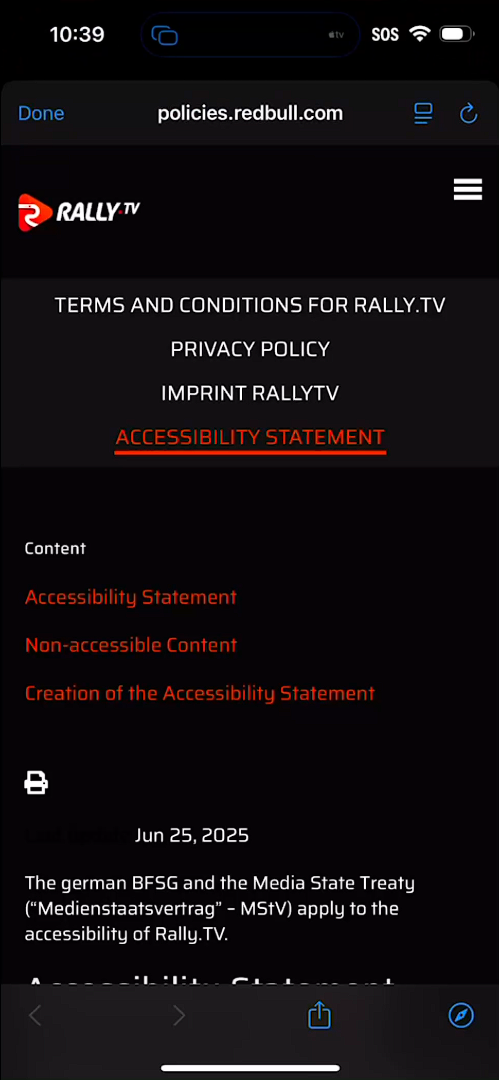 10:39
tv
SOS
Done
policies.redbull.com
RALLY.TV
TERMS AND CONDITIONS FOR RALLY.TV
PRIVACY POLICY
IMPRINT RALLYTV
ACCESSIBILITY STATEMENT
Content
Accessibility Statement
Non-accessible Content
Creation of the Accessibility Statement
Jun 25, 2025
The german BFSG and the Media State Treaty
(“Medienstaatsvertrag” – MStV) apply to the
accessibility of Rally.TV.
Accessibility Statement